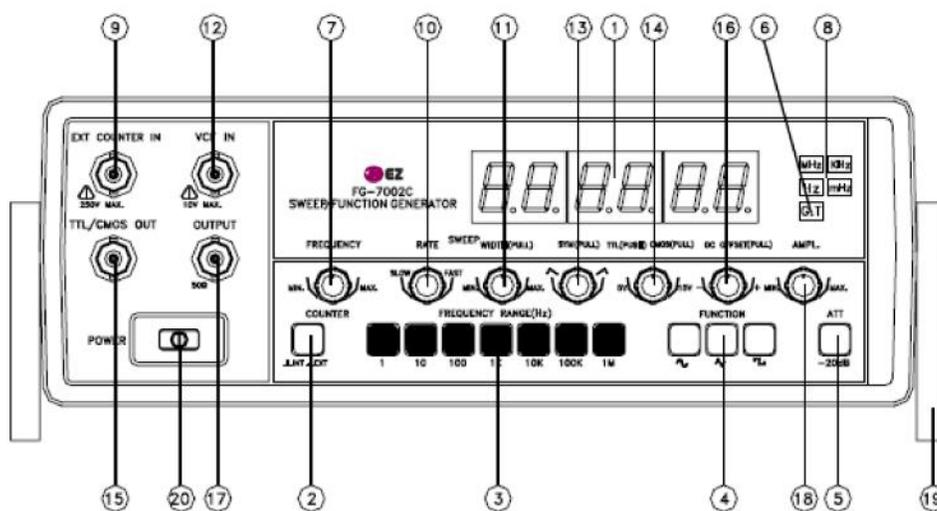 9 12 7 10 11 13 1 14 16 6 8
EXT COUNTER IN VCF IN
MHz KHz
EZ
Hz mHz
250V MAX. 10V MAX.
FG-7002C
G.T
SWEEP/FUNCTION GENERATOR
TTL/CMOS OUT OUTPUT
FREQUENCY RATE SWEEP WIDTH(PULL) SYM(PULL) TTL(PUSH) CMOS(PULL) DC OFFSET(PULL) AMPL.
SLOW FAST
50Ω
MIN. MAX. MIN MAX. 5V 15V - + MIN MAX.
COUNTER FREQUENCY RANGE(Hz) FUNCTION ATT
POWER
INT EXT 1 10 100 1K 10K 100K 1M -20dB
15 20 17 2 3 4 18 5 19